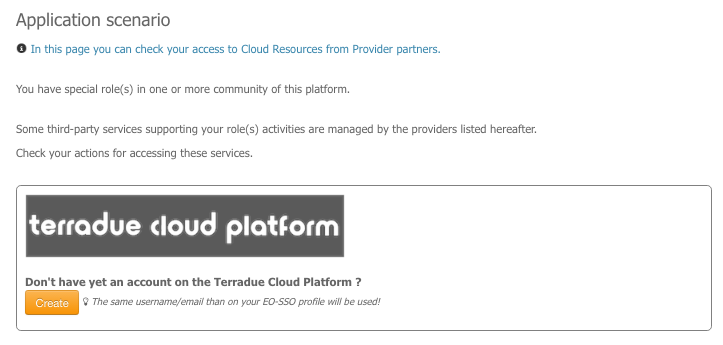 Application scenario
In this page you can check your access to Cloud Resources from Provider partners.
You have special role(s) in one or more community of this platform.
Some third-party services supporting your role(s) activities are managed by the providers listed hereafter.
Check your actions for accessing these services.
terradue cloud platform
Don't have yet an account on the Terradue Cloud Platform ?
Create The same username/email than on your EO-SSO profile will be used!